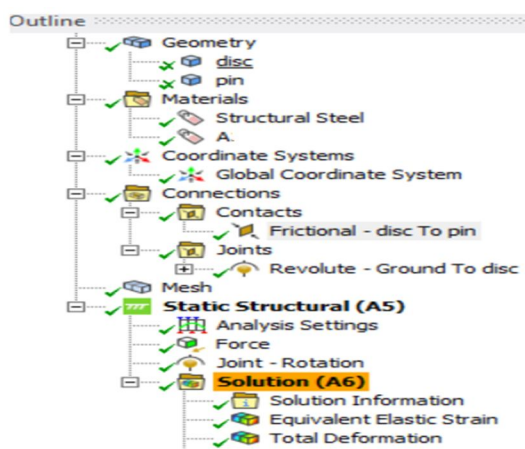 Outline
Geometry
disc
pin
Materials
Structural Steel
A.
Coordinate Systems
Global Coordinate System
Connections
Contacts
Frictional - disc To pin
Joints
Revolute - Ground To disc
Mesh
Static Structural (A5)
Analysis Settings
Force
Joint - Rotation
Solution (A6)
Solution Information
Equivalent Elastic Strain
Total Deformation